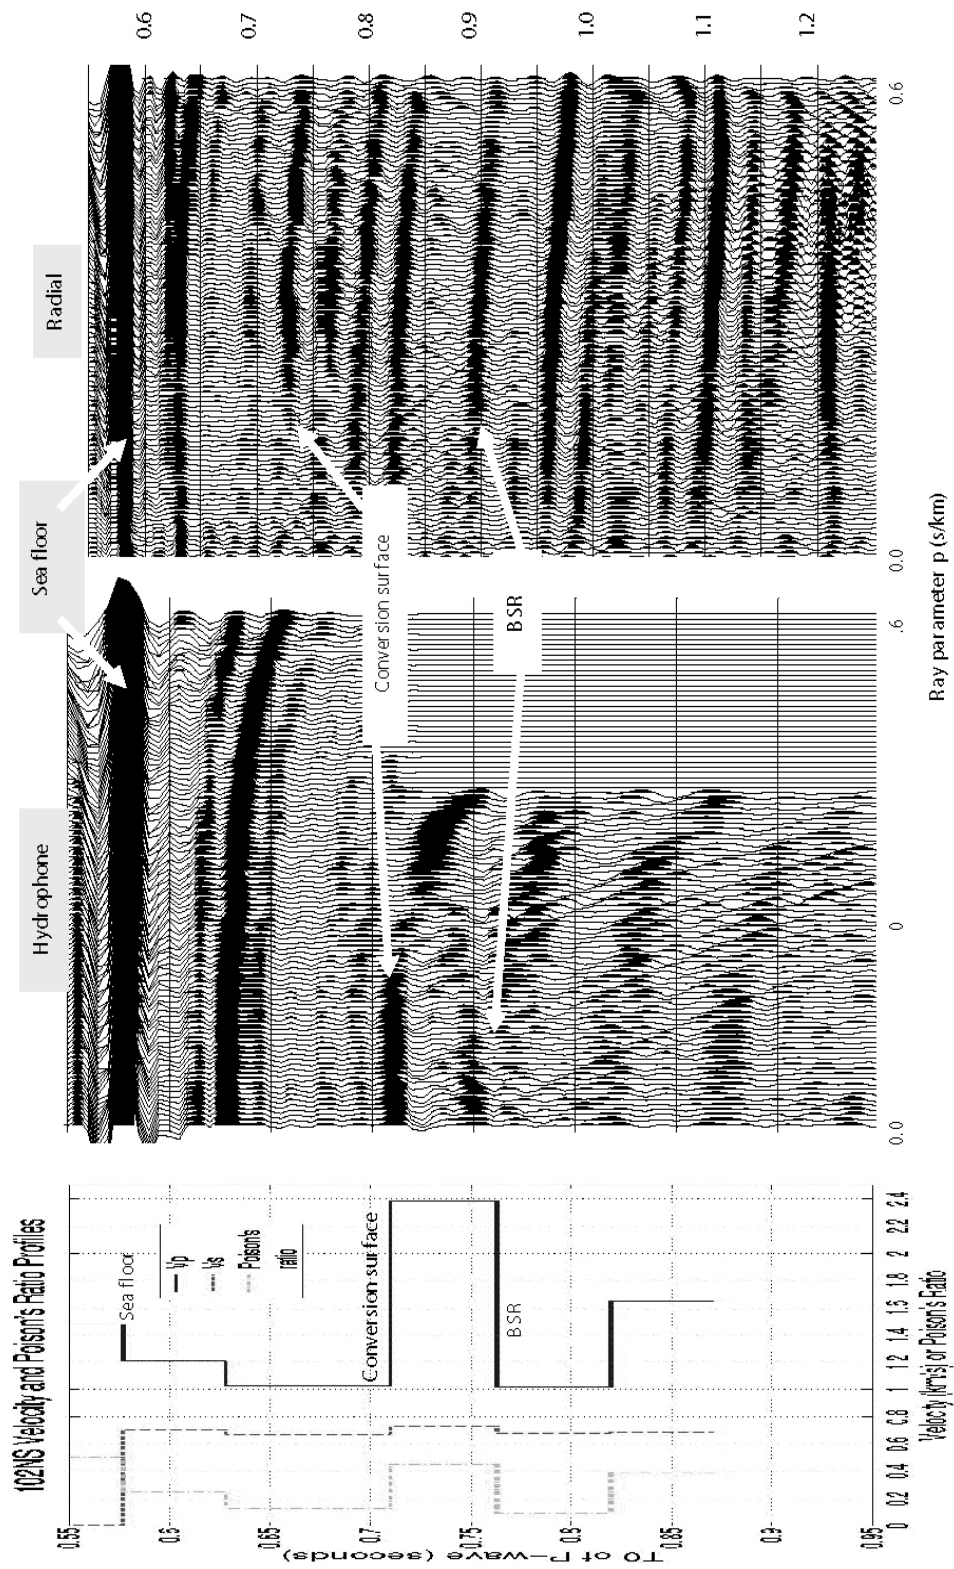 102NS Velocity and Poison's Ratio Profiles
Hydrophone
Sea floor
Radial
Sea floor
Vp
Vs
Poison's
ratio
Conversion surface
BSR
Conversion surface
BSR
0.55
0.6
0.65
0.7
0.75
0.8
0.85
0.9
0.95
T0 of P-wave (seconds)
0 0.2 0.4 0.6 0.8 1 1.2 1.4 1.6 1.8 2 2.2 2.4
Velocity (km/s) or Poison's Ratio
0.0 0 .6 0.0 0.6
Ray parameter p (s/km)
0.6
0.7
0.8
0.9
1.0
1.1
1.2